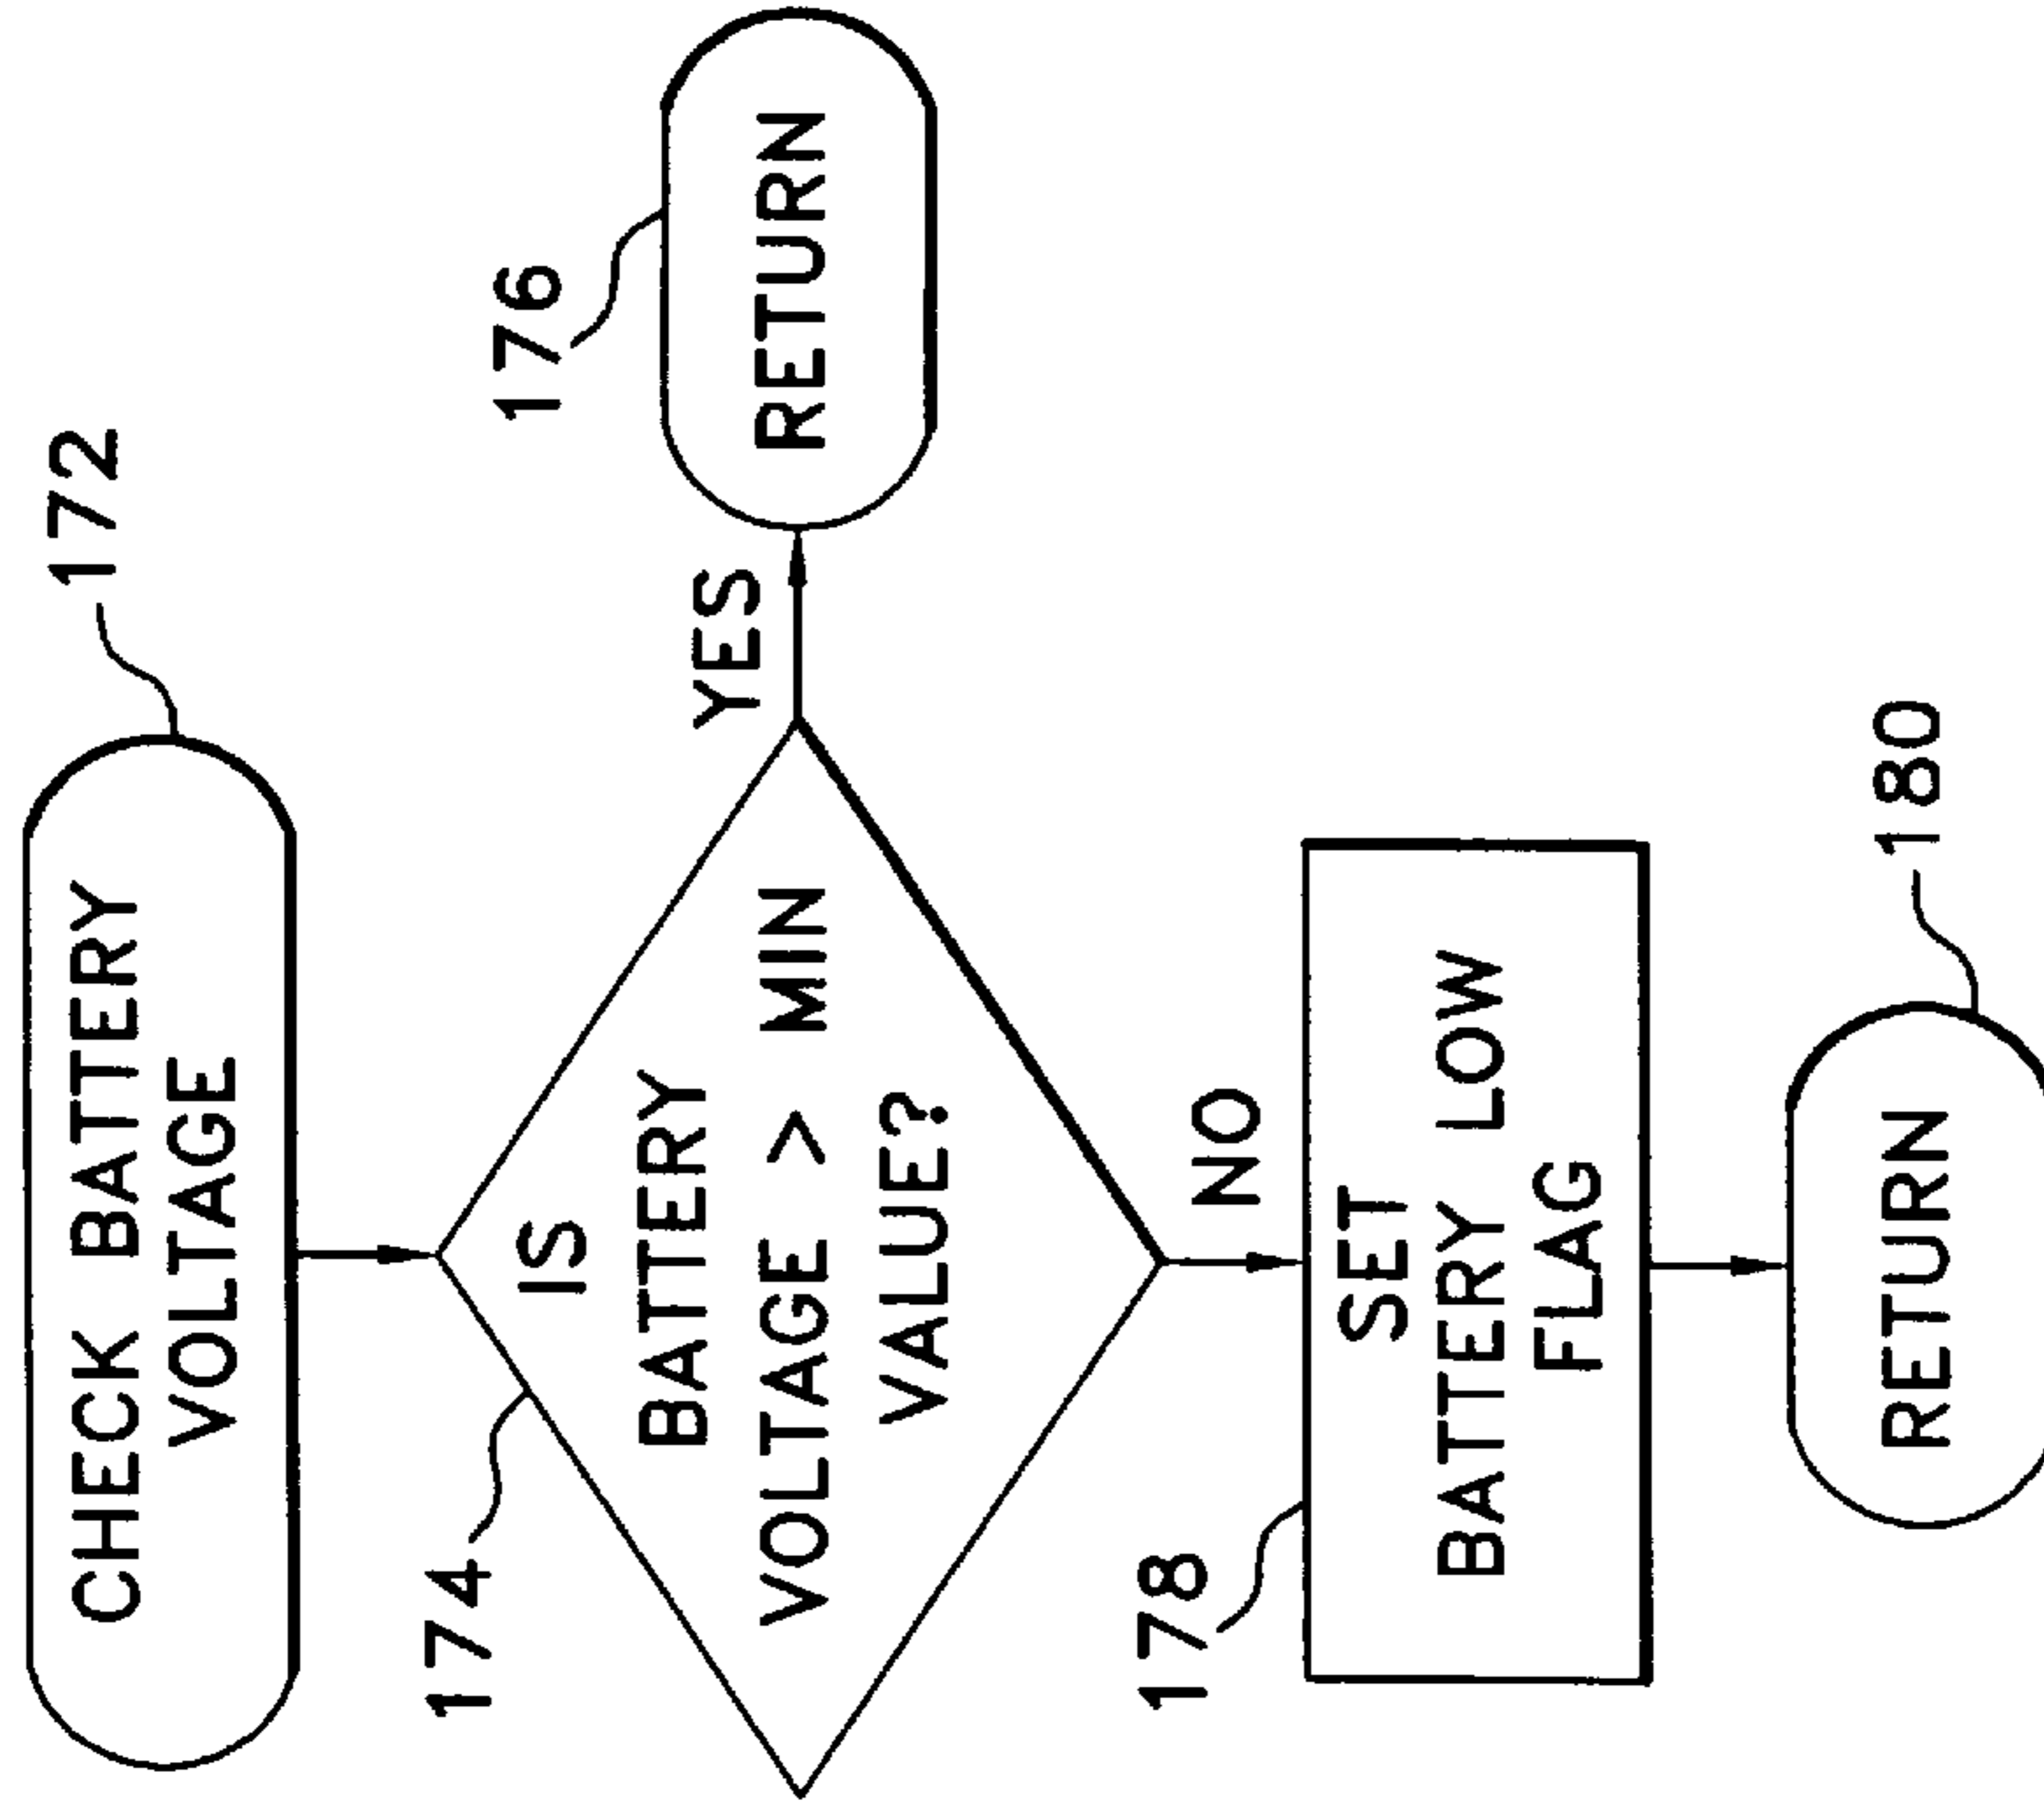 CHECK BATTERY
VOLTAGE
172
174
IS
BATTERY
VOLTAGE > MIN
VALUE?
YES
176
RETURN
NO
178
SET
BATTERY LOW
FLAG
180
RETURN